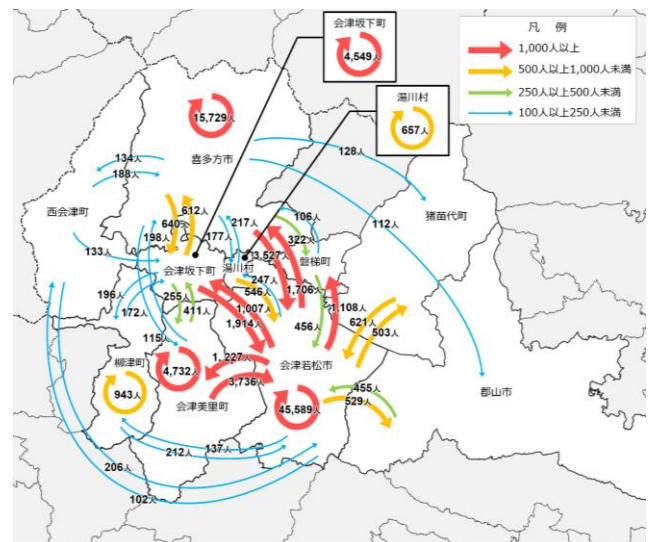 会津坂下町
4,549人
凡 例
1,000人以上
500人以上1,000人未満
250人以上500人未満
100人以上250人未満
湯川村
657人
15,729人
喜多方市
134人
188人
128人
西会津町
猪苗代町
612人
640人
217人
106人
112人
198人
177人
322人
133人
3,527人
磐梯町
会津坂下町
湯川村
247人
196人
255人
546人
1,706人
172人
411人
1,007人
1,108人
1,914人
456人
621人
503人
115人
1,227人
会津若松市
柳津町
4,732人
3,736人
943人
455人
郡山市
会津美里町
45,589人
529人
137人
212人
206人
102人